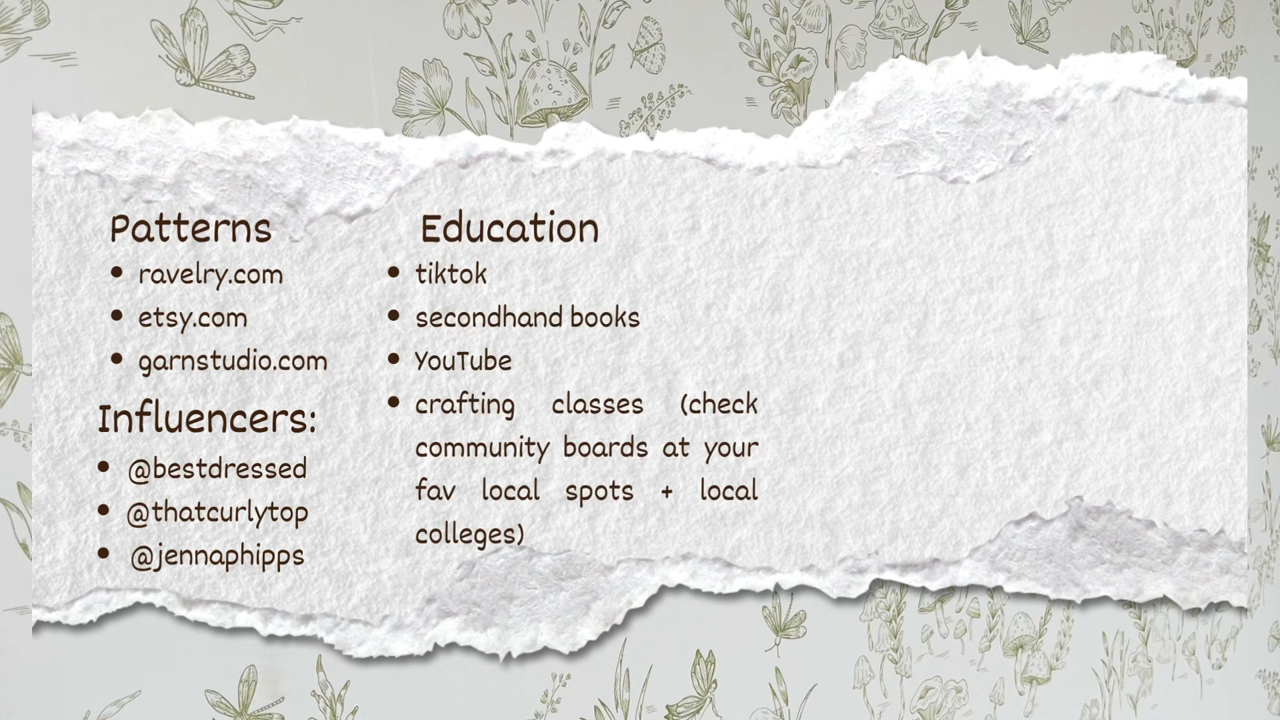 Patterns
• ravelry.com
• etsy.com
• garnstudio.com
Influencers:
• @bestdressed
• @thatcurlytop
• @jennaphipps
Education
• tiktok
• secondhand books
• YouTube
• crafting classes (check
community boards at your
fav local spots + local
colleges)